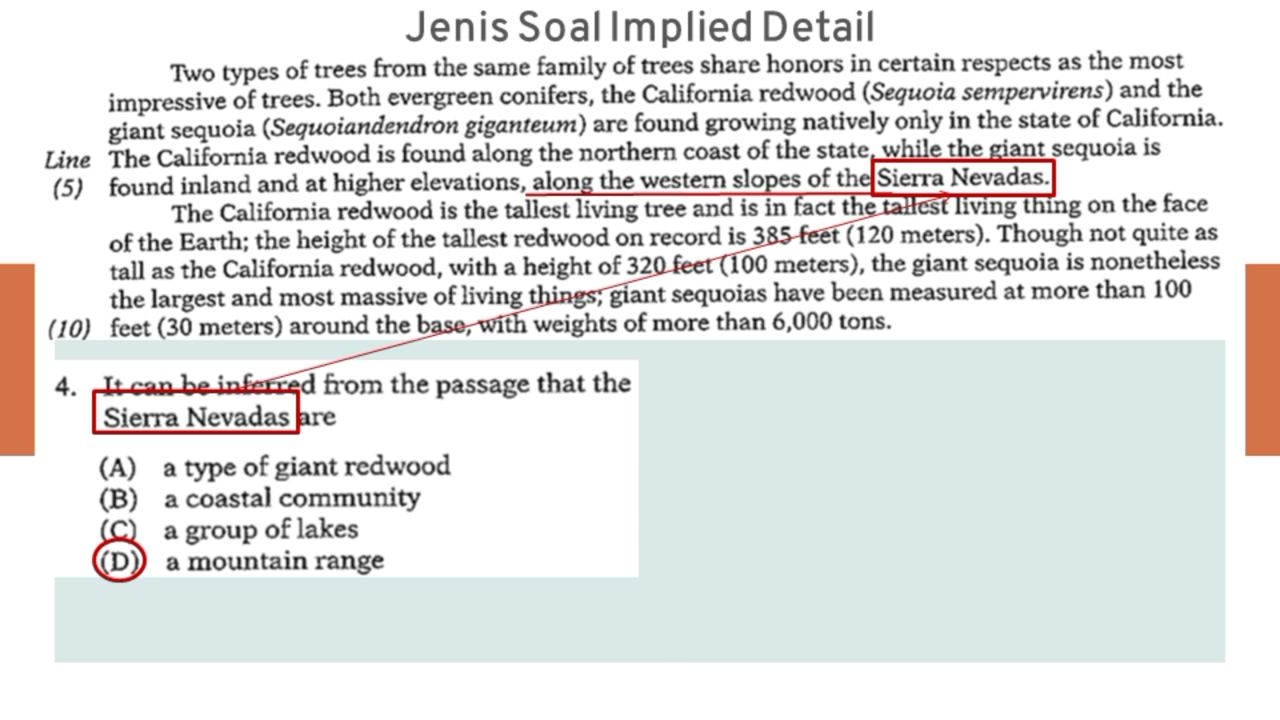 Jenis Soal Implied Detail
Two types of trees from the same family of trees share honors in certain respects as the most
impressive of trees. Both evergreen conifers, the California redwood (Sequoia sempervirens) and the
giant sequoia (Sequoiandendron giganteum) are found growing natively only in the state of California.
Line The California redwood is found along the northern coast of the state, while the giant sequoia is
(5) found inland and at higher elevations, along the western slopes of the Sierra Nevadas.
The California redwood is the tallest living tree and is in fact the tallest living thing on the face
of the Earth; the height of the tallest redwood on record is 385 feet (120 meters). Though not quite as
tall as the California redwood, with a height of 320 feet (100 meters), the giant sequoia is nonetheless
the largest and most massive of living things; giant sequoias have been measured at more than 100
(10) feet (30 meters) around the base, with weights of more than 6,000 tons.
4. It can be inferred from the passage that the
Sierra Nevadas are
(A) a type of giant redwood
(B) a coastal community
(C) a group of lakes
(D) a mountain range